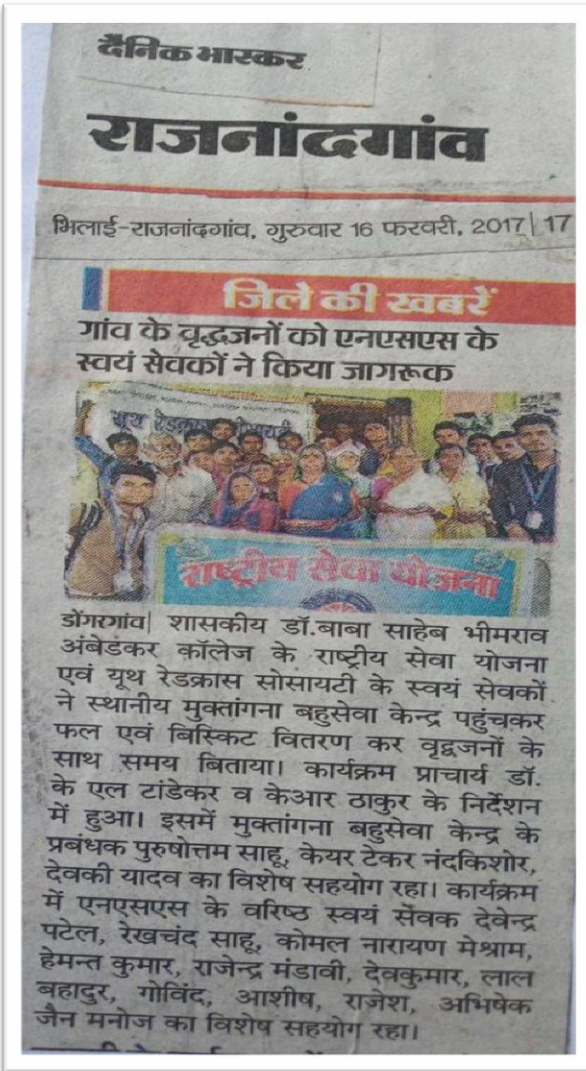 दैनिक भास्कर
राजनांदगांव
भिलाई-राजनांदगांव, गुरुवार 16 फरवरी, 2017 | 17
जिले की खबरें
गांव के वृद्धजनों को एनएसएस के
स्वयं सेवकों ने किया जागरूक
यूथ रेडक्रास
राष्ट्रीय सेवा योजना
डोंगरगांव| शासकीय डॉ.बाबा साहेब भीमराव
अंबेडकर कॉलेज के राष्ट्रीय सेवा योजना
एवं यूथ रेडक्रास सोसायटी के स्वयं सेवकों
ने स्थानीय मुक्तांगना बहुसेवा केन्द्र पहुंचकर
फल एवं बिस्किट वितरण कर वृद्धजनों के
साथ समय बिताया। कार्यक्रम प्राचार्य डॉ.
के एल टांडेकर व केआर ठाकुर के निर्देशन
में हुआ। इसमें मुक्तांगना बहुसेवा केन्द्र के
प्रबंधक पुरुषोत्तम साहू, केयर टेकर नंदकिशोर,
देवकी यादव का विशेष सहयोग रहा। कार्यक्रम
में एनएसएस के वरिष्ठ स्वयं सेवक देवेन्द्र
पटेल, रेखचंद साहू, कोमल नारायण मेश्राम,
हेमन्त कुमार, राजेन्द्र मंडावी, देवकुमार, लाल
बहादुर, गोविंद, आशीष, राजेश, अभिषेक
जैन मनोज का विशेष सहयोग रहा।